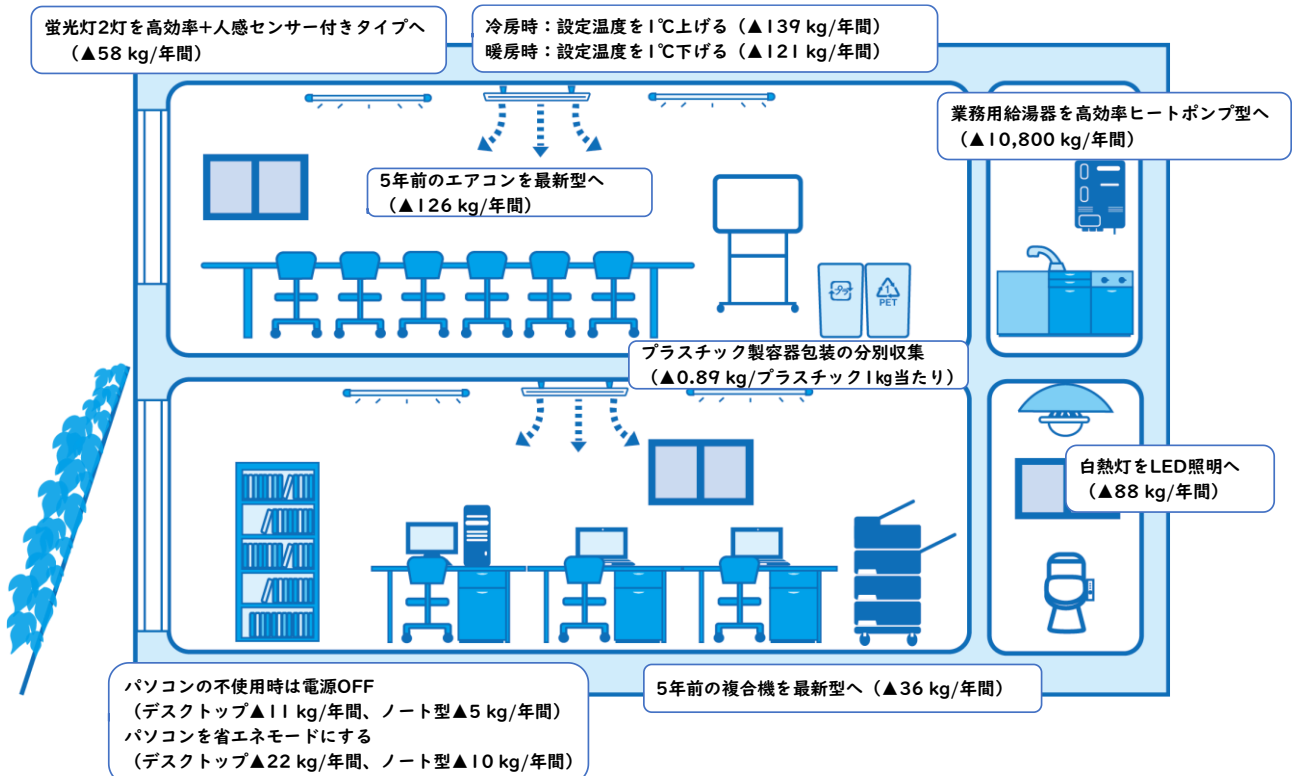 蛍光灯2灯を高効率+人感センサー付きタイプへ
（▲58 kg/年間）
冷房時：設定温度を1℃上げる（▲139 kg/年間）
暖房時：設定温度を1℃下げる（▲121 kg/年間）
業務用給湯器を高効率ヒートポンプ型へ
（▲10,800 kg/年間）
5年前のエアコンを最新型へ
（▲126 kg/年間）
プラ
1
PET
プラスチック製容器包装の分別収集
（▲0.89 kg/プラスチック1kg当たり）
白熱灯をLED照明へ
（▲88 kg/年間）
パソコンの不使用時は電源OFF
（デスクトップ▲11 kg/年間、ノート型▲5 kg/年間）
パソコンを省エネモードにする
（デスクトップ▲22 kg/年間、ノート型▲10 kg/年間）
5年前の複合機を最新型へ（▲36 kg/年間）